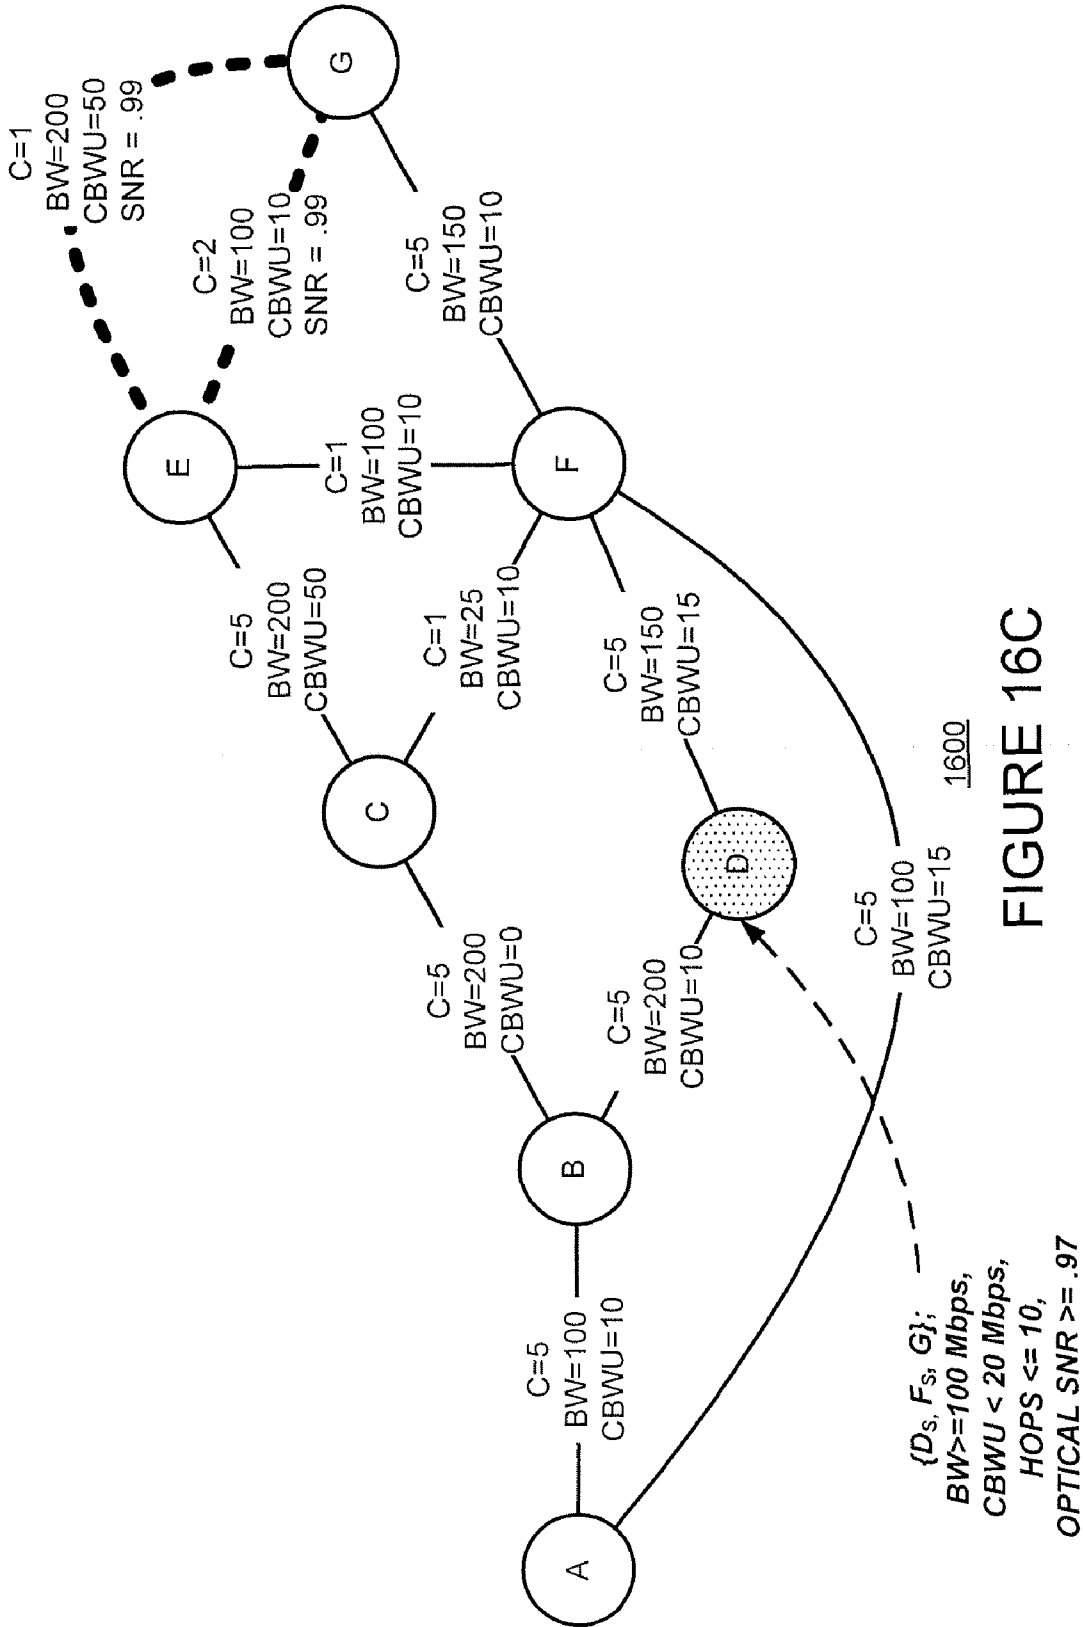 C=1
BW=200
CBWU=50
SNR = .99
C=2
BW=100
CBWU=10
SNR = .99
G
C=5
BW=150
CBWU=10
E
C=1
BW=100
CBWU=10
F
C=5
BW=200
CBWU=50
C=1
BW=25
CBWU=10
C=5
BW=150
CBWU=15
C
D
C=5
BW=200
CBWU=0
C=5
BW=200
CBWU=10
B
C=5
BW=100
CBWU=15
C=5
BW=100
CBWU=10
A
{DS, FS, G};
BW>=100 Mbps,
CBWU < 20 Mbps,
HOPS <= 10,
OPTICAL SNR >= .97
1600
FIGURE 16C